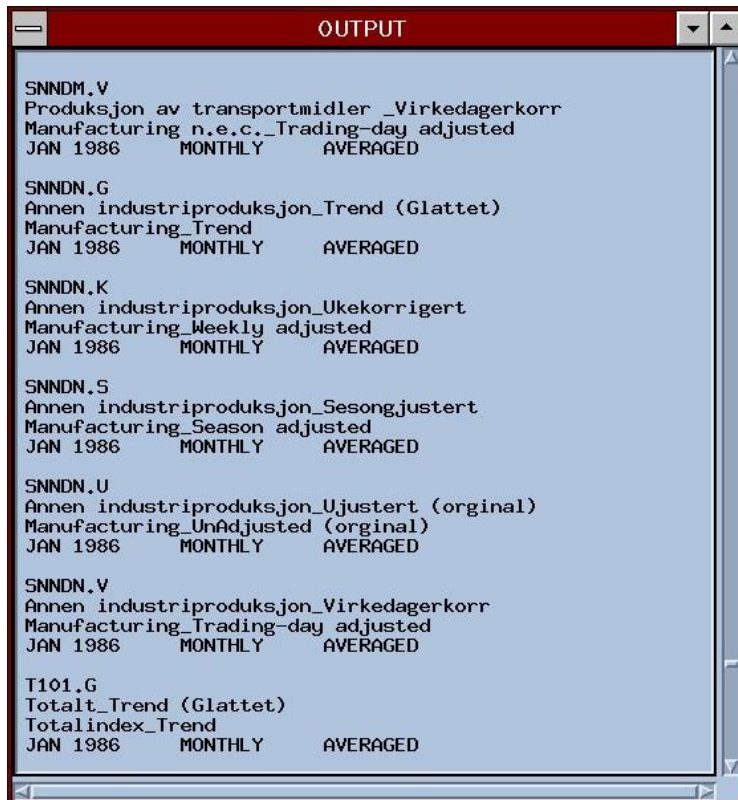 OUTPUT
SNNDM.V
Produksjon av transportmidler _Virkedagerkorr
Manufacturing n.e.c._Trading-day adjusted
JAN 1986 MONTHLY AVERAGED
SNNDN.G
Annen industriproduksjon_Trend (Glattet)
Manufacturing_Trend
JAN 1986 MONTHLY AVERAGED
SNNDN.K
Annen industriproduksjon_Ukekorrigert
Manufacturing_Weekly adjusted
JAN 1986 MONTHLY AVERAGED
SNNDN.S
Annen industriproduksjon_Sesongjustert
Manufacturing_Season adjusted
JAN 1986 MONTHLY AVERAGED
SNNDN.U
Annen industriproduksjon_Ujustert (orginal)
Manufacturing_UnAdjusted (orginal)
JAN 1986 MONTHLY AVERAGED
SNNDN.V
Annen industriproduksjon_Virkedagerkorr
Manufacturing_Trading-day adjusted
JAN 1986 MONTHLY AVERAGED
T101.G
Totalt_Trend (Glattet)
Totalindex_Trend
JAN 1986 MONTHLY AVERAGED